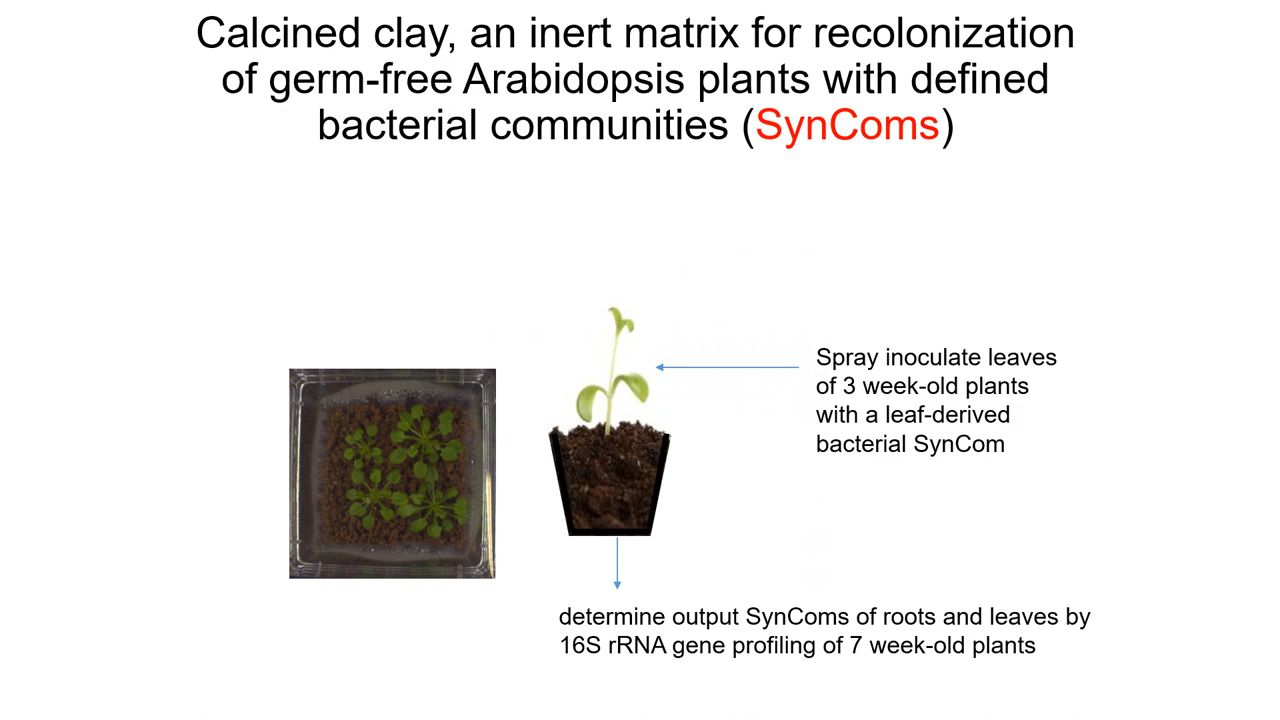 Calcined clay, an inert matrix for recolonization
of germ-free Arabidopsis plants with defined
bacterial communities (SynComs)
Spray inoculate leaves
of 3 week-old plants
with a leaf-derived
bacterial SynCom
determine output SynComs of roots and leaves by
16S rRNA gene profiling of 7 week-old plants